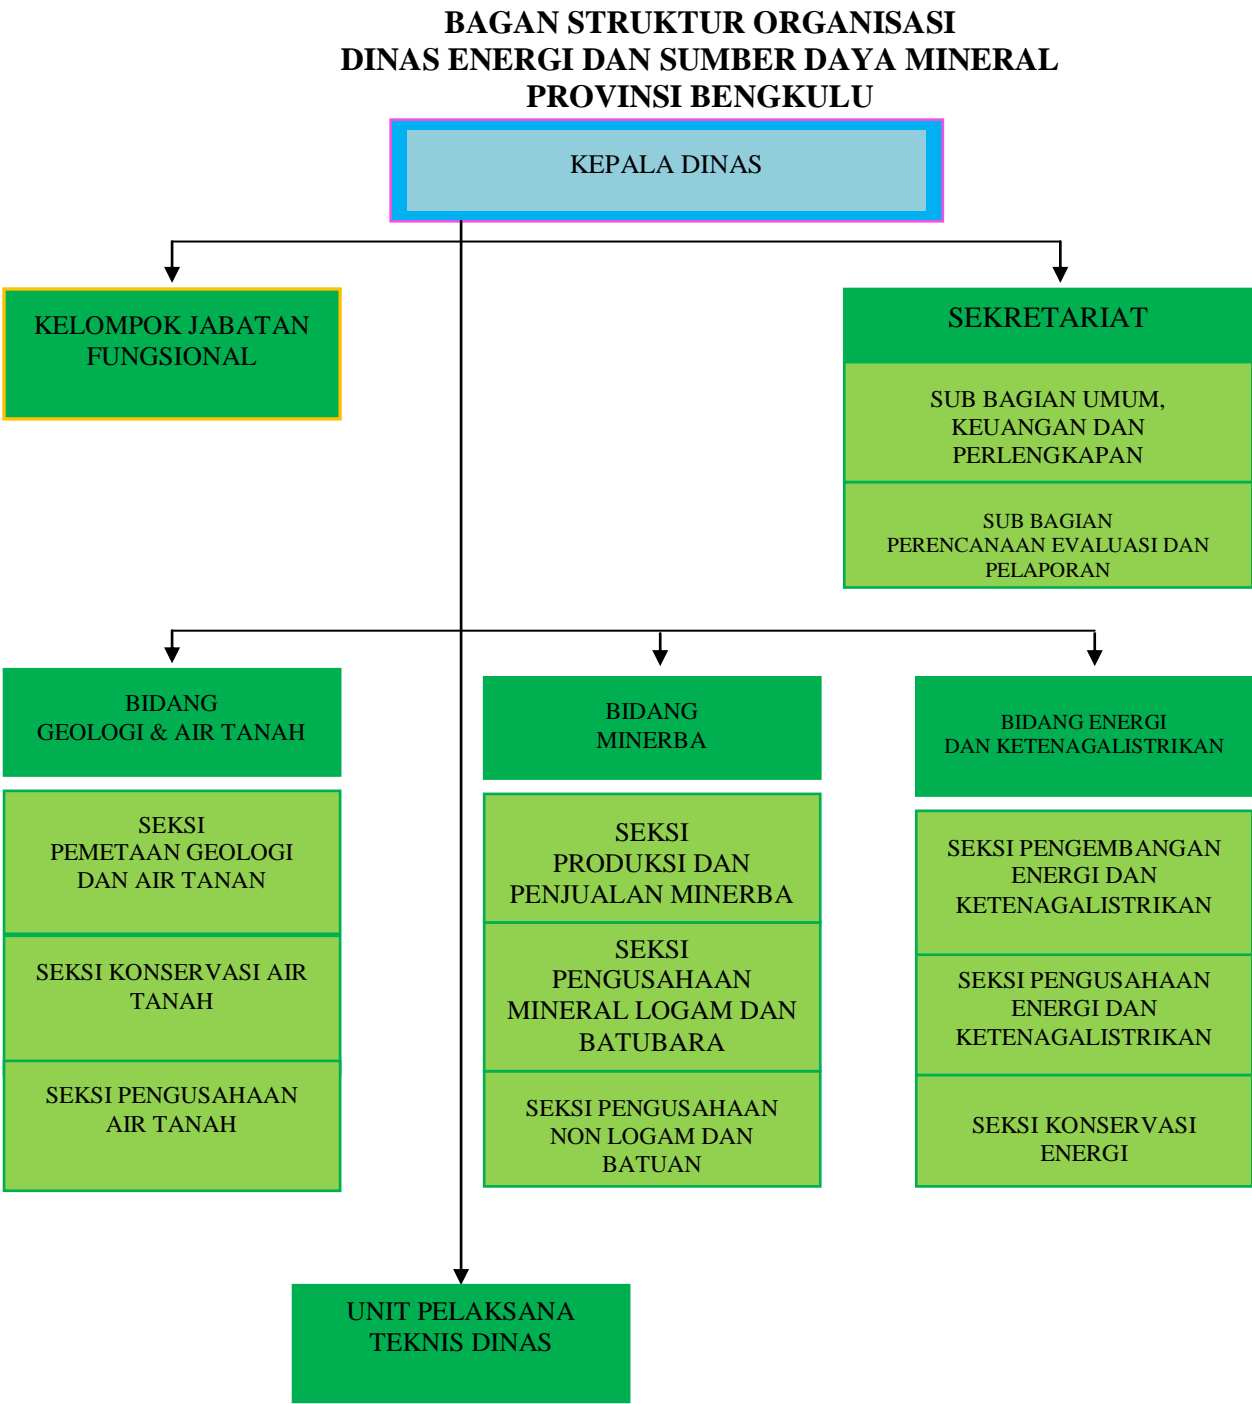 BAGAN STRUKTUR ORGANISASI
DINAS ENERGI DAN SUMBER DAYA MINERAL
PROVINSI BENGKULU
KEPALA DINAS
KELOMPOK JABATAN
FUNGSIONAL
SEKRETARIAT
SUB BAGIAN UMUM,
KEUANGAN DAN
PERLENGKAPAN
SUB BAGIAN
PERENCANAAN EVALUASI DAN
PELAPORAN
BIDANG
GEOLOGI & AIR TANAH
SEKSI
PEMETAAN GEOLOGI
DAN AIR TANAN
SEKSI KONSERVASI AIR
TANAH
SEKSI PENGUSAHAAN
AIR TANAH
BIDANG
MINERBA
SEKSI
PRODUKSI DAN
PENJUALAN MINERBA
SEKSI
PENGUSAHAAN
MINERAL LOGAM DAN
BATUBARA
SEKSI PENGUSAHAAN
NON LOGAM DAN
BATUAN
BIDANG ENERGI
DAN KETENAGALISTRIKAN
SEKSI PENGEMBANGAN
ENERGI DAN
KETENAGALISTRIKAN
SEKSI PENGUSAHAAN
ENERGI DAN
KETENAGALISTRIKAN
SEKSI KONSERVASI
ENERGI
UNIT PELAKSANA
TEKNIS DINAS